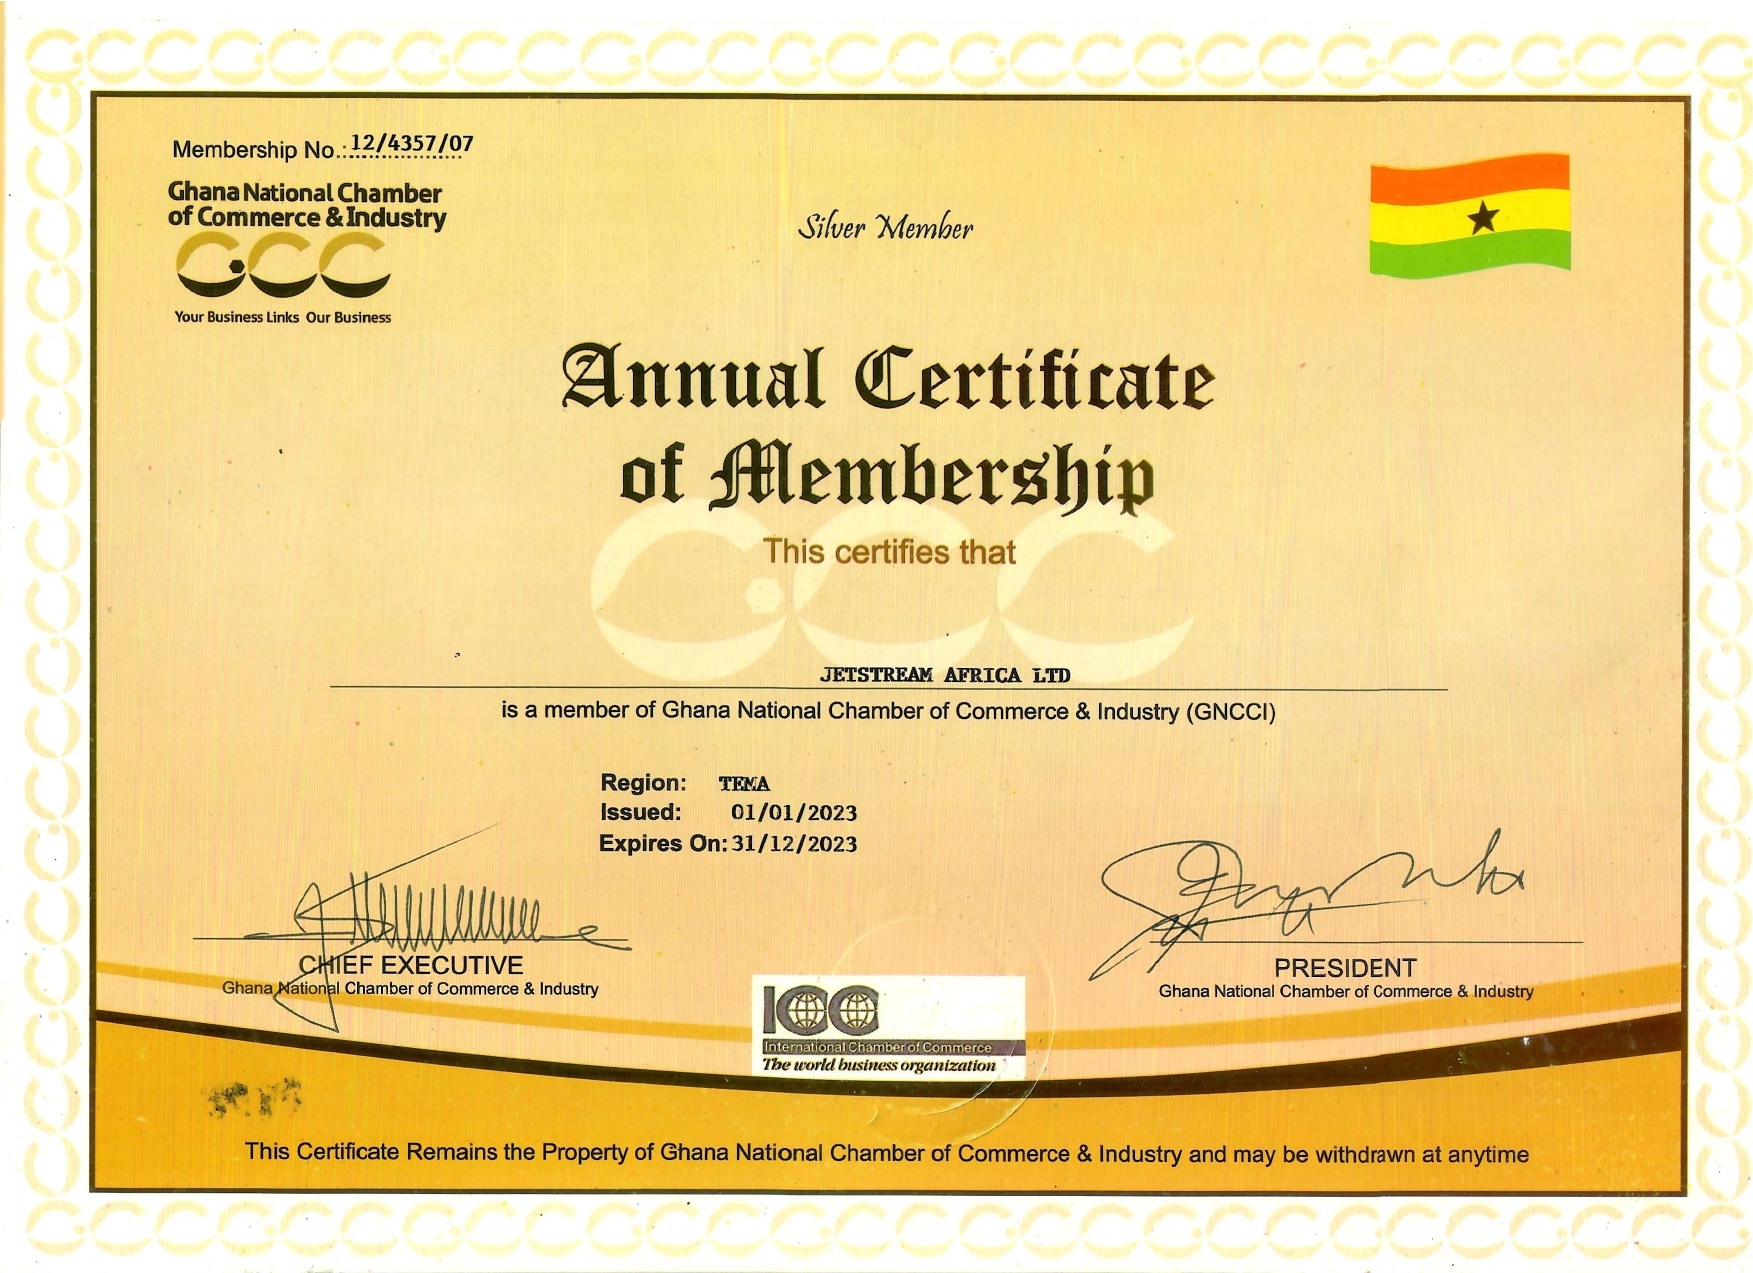 Membership No.: 12/4357/07
Ghana National Chamber
of Commerce & Industry
GCC
Your Business Links Our Business
Silver Member
Annual Certificate
of Membership
This certifies that
JETSTREAM AFRICA LTD
is a member of Ghana National Chamber of Commerce & Industry (GNCCI)
Region: TEMA
Issued: 01/01/2023
Expires On: 31/12/2023
CHIEF EXECUTIVE
Ghana National Chamber of Commerce & Industry
PRESIDENT
Ghana National Chamber of Commerce & Industry
ICC
International Chamber of Commerce
The world business organization
This Certificate Remains the Property of Ghana National Chamber of Commerce & Industry and may be withdrawn at anytime